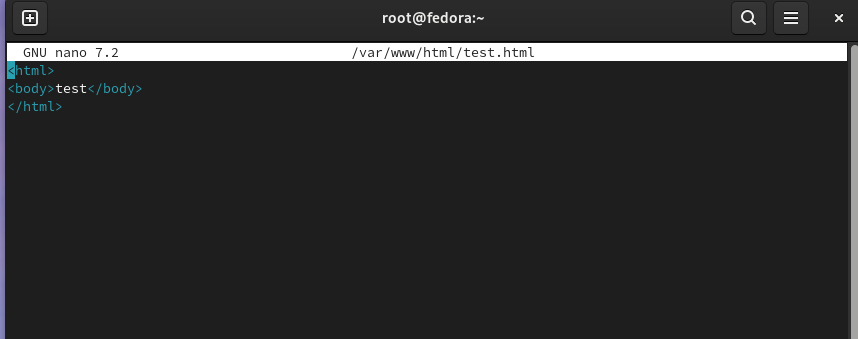 root@fedora:~
GNU nano 7.2 /var/www/html/test.html
<html>
<body>test</body>
</html>